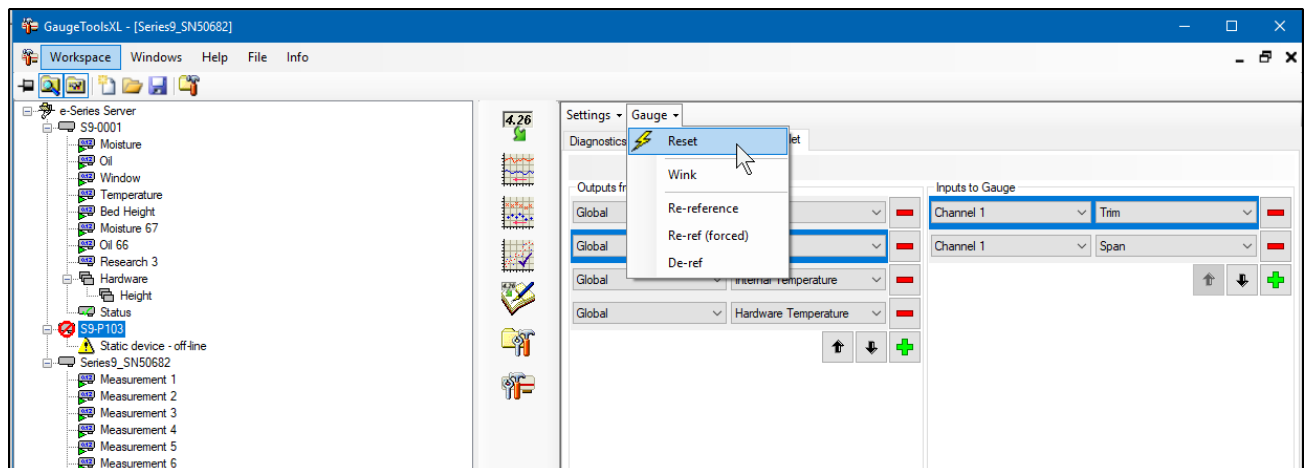 GaugeToolsXL - [Series9_SN50682]
Workspace Windows Help File Info
e-Series Server
S9-0001
Moisture
Oil
Window
Temperature
Bed Height
Moisture 67
Oil 66
Research 3
Hardware
Height
Status
S9-P103
Static device - off-line
Series9_SN50682
Measurement 1
Measurement 2
Measurement 3
Measurement 4
Measurement 5
Measurement 6
4.26
Settings Gauge
Diagnostics
Reset
Wink
Re-reference
Re-ref (forced)
De-ref
Outputs
Global
Global
Global Internal Temperature
Global Hardware Temperature
Inputs to Gauge
Channel 1 Trim
Channel 1 Span